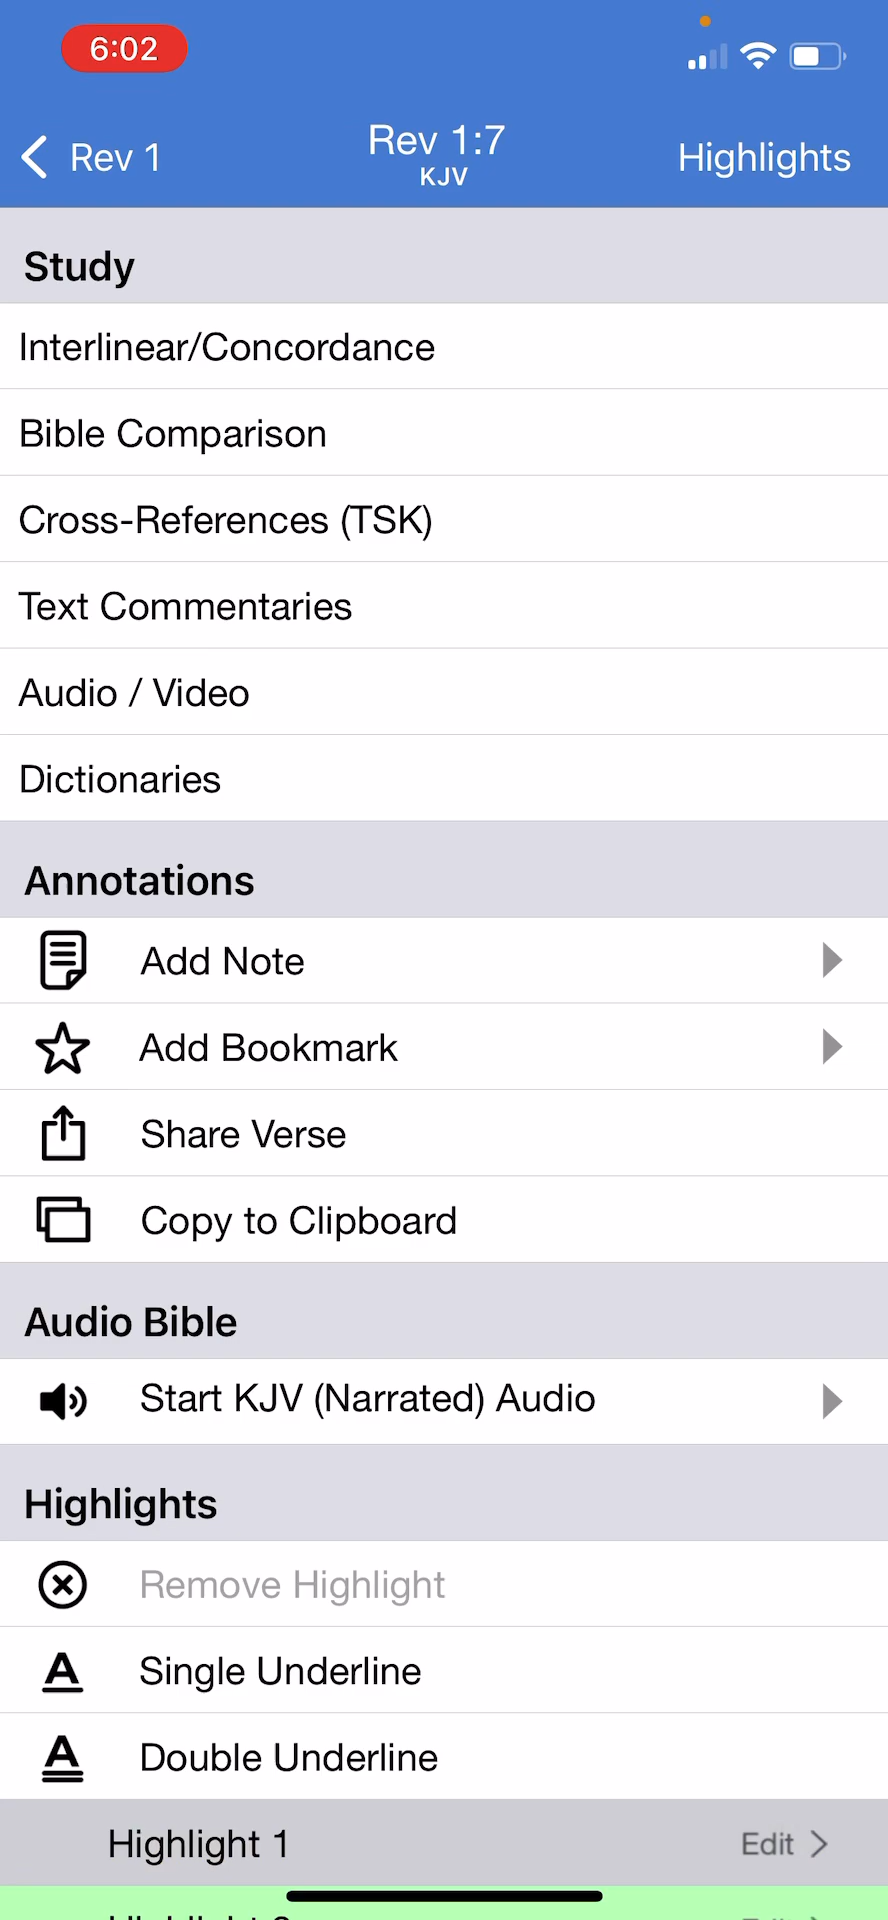 6:02
Rev 1
Rev 1:7
KJV
Highlights
Study
Interlinear/Concordance
Bible Comparison
Cross-References (TSK)
Text Commentaries
Audio / Video
Dictionaries
Annotations
Add Note
Add Bookmark
Share Verse
Copy to Clipboard
Audio Bible
Start KJV (Narrated) Audio
Highlights
Remove Highlight
A Single Underline
A Double Underline
Highlight 1 Edit